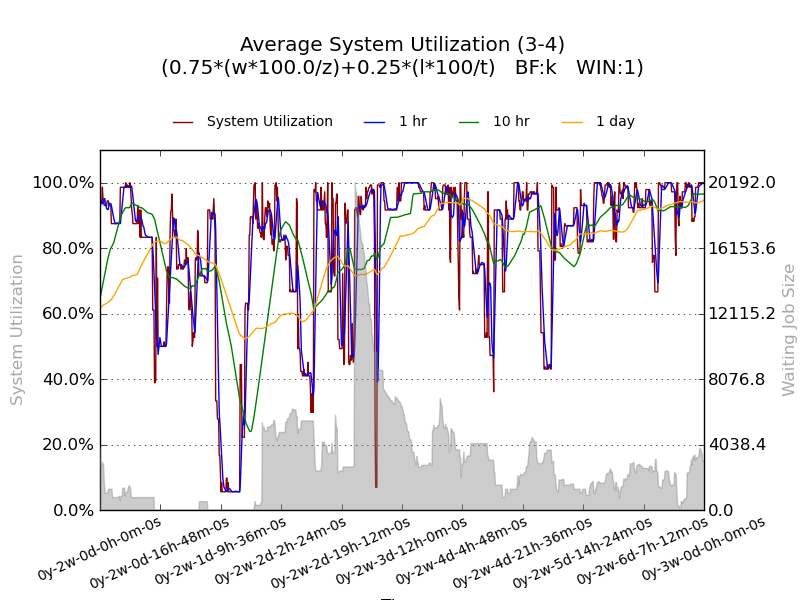 Average System Utilization (3-4)
(0.75*(w*100.0/z)+0.25*(l*100/t) BF:k WIN:1)
System Utilization 1 hr 10 hr 1 day
100.0% 20192.0
80.0% 16153.6
60.0% 12115.2
40.0% 8076.8
20.0% 4038.4
0.0% 0.0
System Utilization
Waiting Job Size
0y-2w-0d-0h-0m-0s
0y-2w-0d-16h-48m-0s
0y-2w-1d-9h-36m-0s
0y-2w-2d-2h-24m-0s
0y-2w-2d-19h-12m-0s
0y-2w-3d-12h-0m-0s
0y-2w-4d-4h-48m-0s
0y-2w-4d-21h-36m-0s
0y-2w-5d-14h-24m-0s
0y-2w-6d-7h-12m-0s
0y-3w-0d-0h-0m-0s